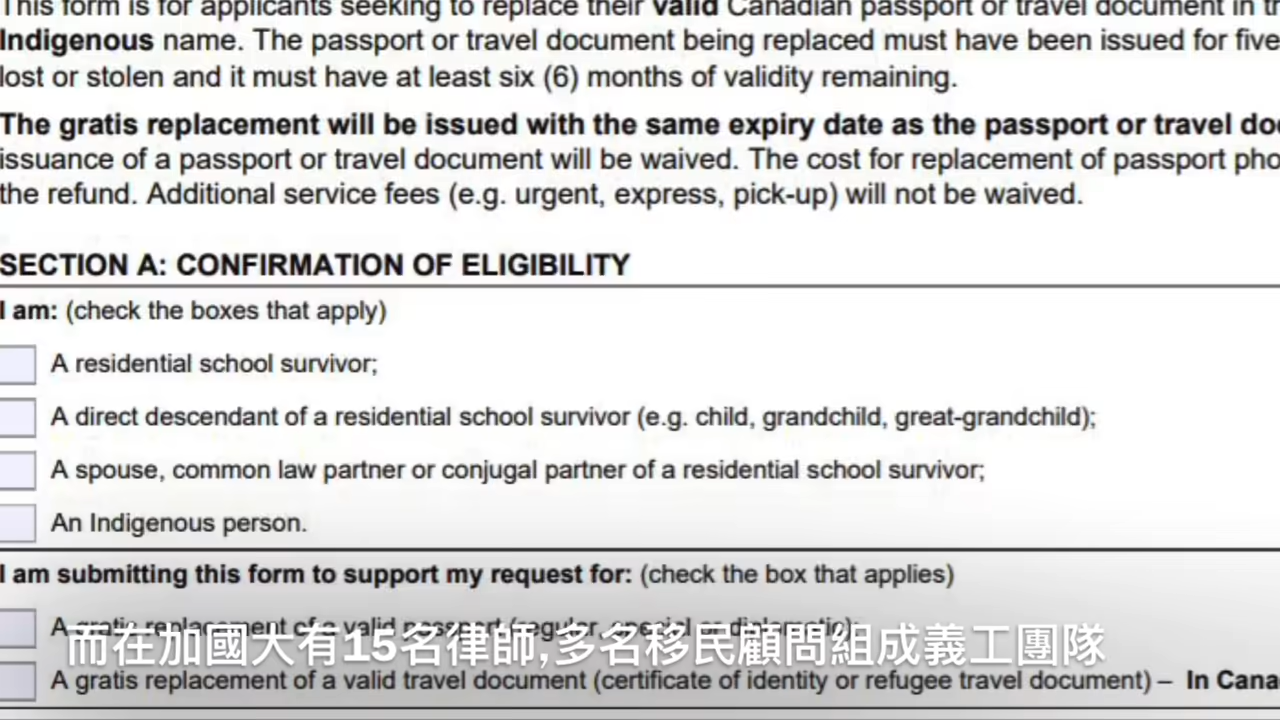 This form is for applicants seeking to replace their valid Canadian passport or travel document in
Indigenous name. The passport or travel document being replaced must have been issued for five
lost or stolen and it must have at least six (6) months of validity remaining.
The gratis replacement will be issued with the same expiry date as the passport or travel
issuance of a passport or travel document will be waived. The cost for replacement of passport
the refund. Additional service fees (e.g. urgent, express, pick-up) will not be waived.
SECTION A: CONFIRMATION OF ELIGIBILITY
I am: (check the boxes that apply)
A residential school survivor;
A direct descendant of a residential school survivor (e.g. child, grandchild, great-grandchild);
A spouse, common law partner or conjugal partner of a residential school survivor;
An Indigenous person.
I am submitting this form to support my request for: (check the box that applies)
A gratis replacement of a valid passport (regular, special or diplomatic);
而在加國大有15名律師,多名移民顧問組成義工團隊
A gratis replacement of a valid travel document (certificate of identity or refugee travel document) – In